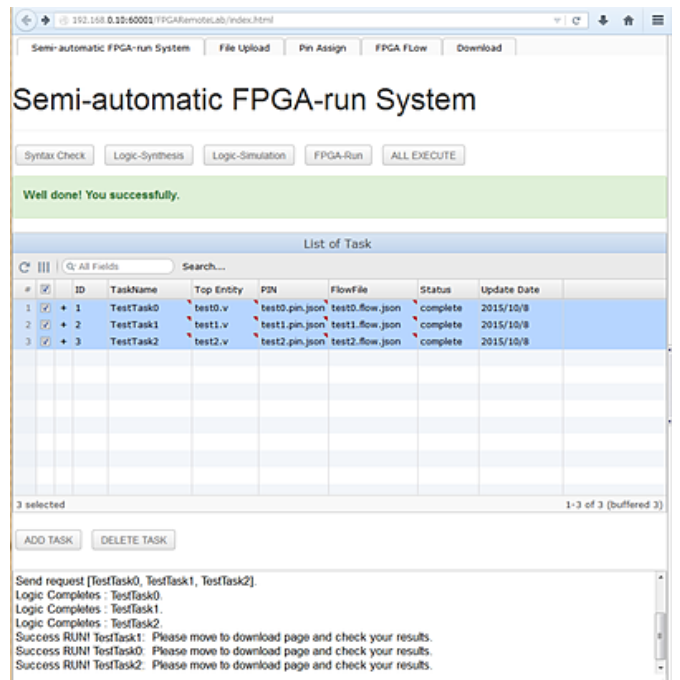 192.168.0.10:60001/FPGARemoteLab/index.html
Semi-automatic FPGA-run System File Upload Pin Assign FPGA FLow Download
Semi-automatic FPGA-run System
Syntax Check Logic-Synthesis Logic-Simulation FPGA-Run ALL EXECUTE
Well done! You successfully.
List of Task
All Fields Search...
# ID TaskName Top Entity PIN FlowFile Status Update Date
1 + 1 TestTask0 test0.v test0.pin.json test0.flow.json complete 2015/10/8
2 + 2 TestTask1 test1.v test1.pin.json test1.flow.json complete 2015/10/8
3 + 3 TestTask2 test2.v test2.pin.json test2.flow.json complete 2015/10/8
3 selected 1-3 of 3 (buffered 3)
ADD TASK DELETE TASK
Send request [TestTask0, TestTask1, TestTask2].
Logic Completes : TestTask0.
Logic Completes : TestTask1.
Logic Completes : TestTask2.
Success RUN! TestTask1: Please move to download page and check your results.
Success RUN! TestTask0: Please move to download page and check your results.
Success RUN! TestTask2: Please move to download page and check your results.